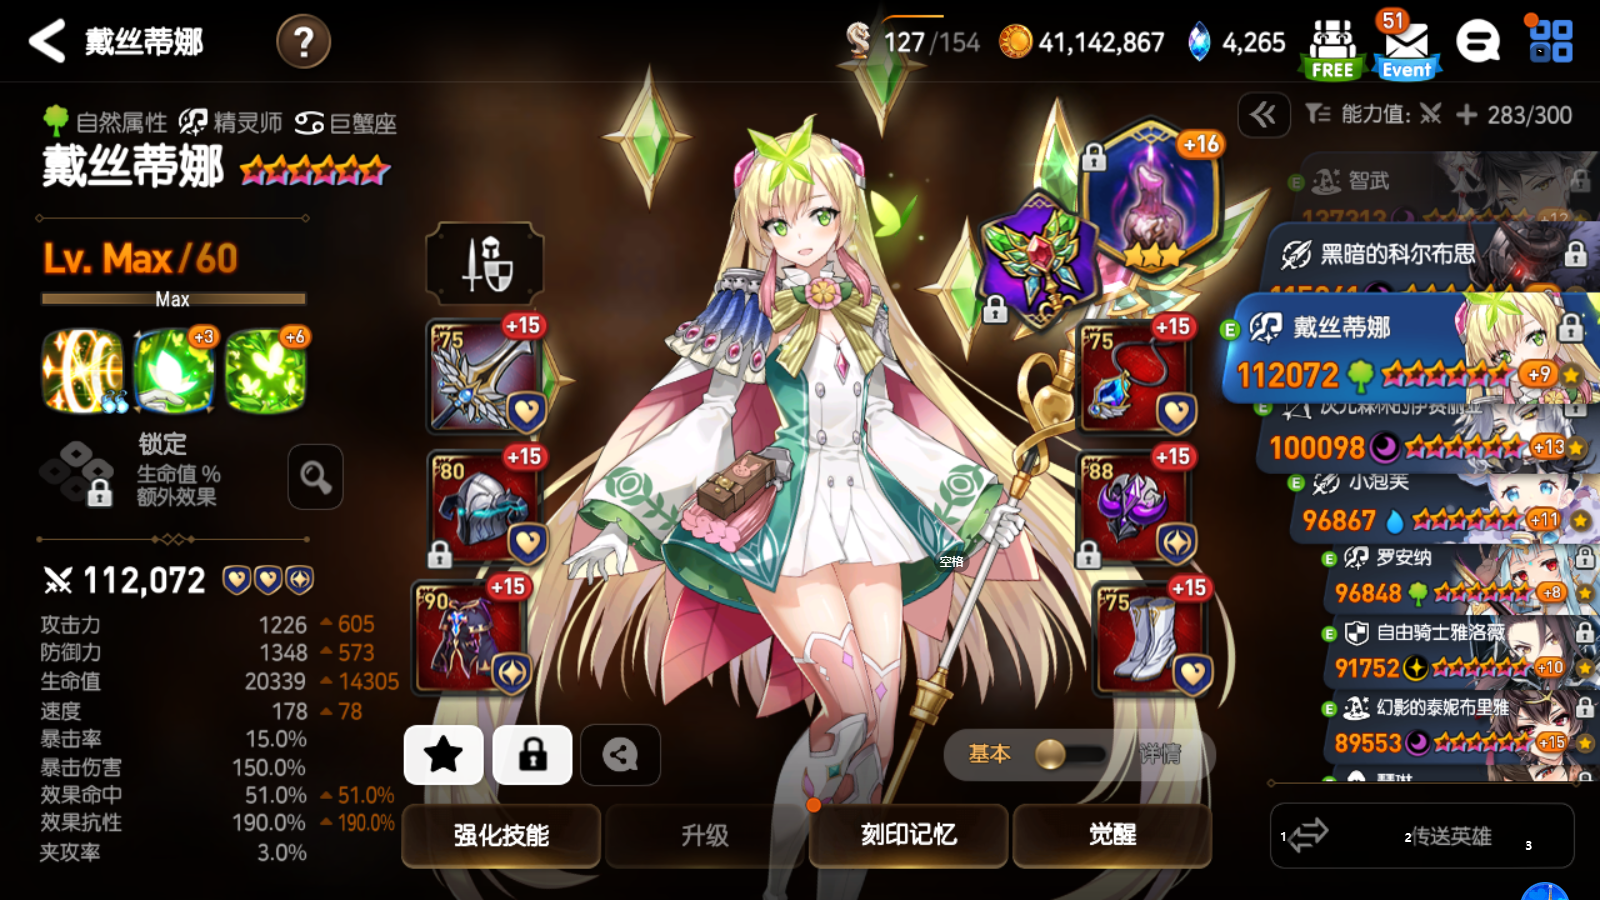 戴丝蒂娜
?
127/154
41,142,867
4,265
FREE
51
Event
自然属性 精灵师 巨蟹座
戴丝蒂娜
Lv. Max/60
Max
+3
+6
锁定
生命值 %
额外效果
112,072
攻击力 1226 605
防御力 1348 573
生命值 20339 14305
速度 178 78
暴击率 15.0%
暴击伤害 150.0%
效果命中 51.0% 51.0%
效果抗性 190.0% 190.0%
夹攻率 3.0%
75 +15
80 +15
90 +15
+16
75 +15
88 +15
75 +15
空格
基本 详情
强化技能
升级
刻印记忆
觉醒
能力值: + 283/300
E 智武
+12
黑暗的科尔布思
E 戴丝蒂娜
112072 +9
E
100098 +13
E 小泡芙
96867 +11
E 罗安纳
96848 +8
E 自由骑士雅洛薇
91752 +10
E 幻影的泰妮布里雅
89553 +15
1 2 传送英雄 3